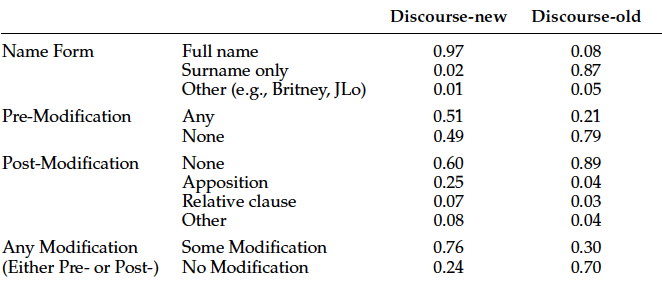 Discourse-new Discourse-old
Name Form Full name 0.97 0.08
Surname only 0.02 0.87
Other (e.g., Britney, JLo) 0.01 0.05
Pre-Modification Any 0.51 0.21
None 0.49 0.79
Post-Modification None 0.60 0.89
Apposition 0.25 0.04
Relative clause 0.07 0.03
Other 0.08 0.04
Any Modification Some Modification 0.76 0.30
(Either Pre- or Post-) No Modification 0.24 0.70